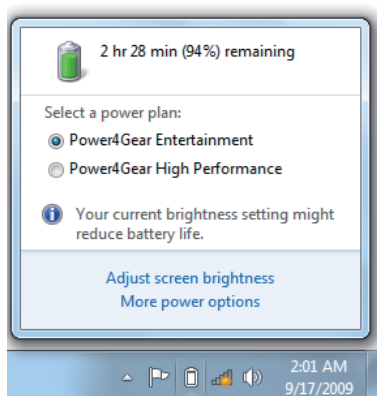 2 hr 28 min (94%) remaining
Select a power plan:
Power4Gear Entertainment
Power4Gear High Performance
Your current brightness setting might
reduce battery life.
Adjust screen brightness
More power options
2:01 AM
9/17/2009